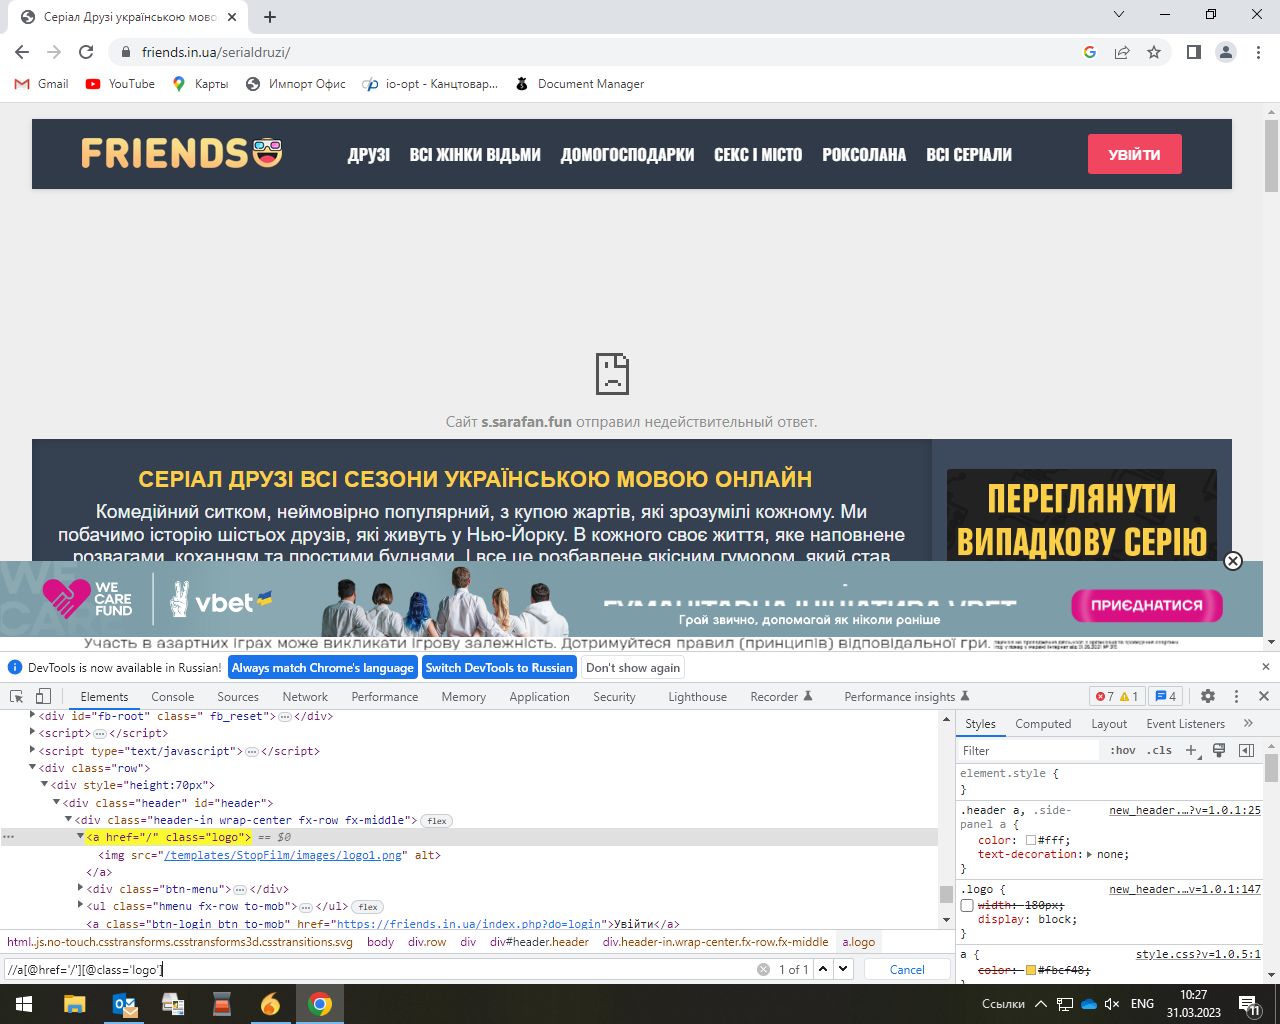 Серіал Друзі українською мово
friends.in.ua/serialdruzi/
Gmail
YouTube
Карты
Импорт Офис
io-opt - Канцтовар...
Document Manager
FRIENDS
ДРУЗІ
ВСІ ЖІНКИ ВІДЬМИ
ДОМОГОСПОДАРКИ
СЕКС І МІСТО
РОКСОЛАНА
ВСІ СЕРІАЛИ
УВІЙТИ
Сайт s.sarafan.fun отправил недействительный ответ.
СЕРІАЛ ДРУЗІ ВСІ СЕЗОНИ УКРАЇНСЬКОЮ МОВОЮ ОНЛАЙН
Комедійний ситком, неймовірно популярний, з купою жартів, які зрозумілі кожному. Ми
побачимо історію шістьох друзів, які живуть у Нью-Йорку. В кожного своє життя, яке наповнене
розвагами, коханням та простими буднями. І все це розбавлене якісним гумором, який став
ПЕРЕГЛЯНУТИ
ВИПАДКОВУ СЕРІЮ
WE
CARE
FUND
vbet
ГУМАНІТАРНА ІНІЦІАТИВА VBET
Грай звично, допомагай як ніколи раніше
ПРИЄДНАТИСЯ
Участь в азартних іграх може викликати ігрову залежність. Дотримуйтеся правил (принципів) відповідальної гри.
DevTools is now available in Russian!
Always match Chrome's language
Switch DevTools to Russian
Don't show again
Elements
Console
Sources
Network
Performance
Memory
Application
Security
Lighthouse
Recorder
Performance insights
7
1
4
<div id="fb-root" class=" fb_reset">…</div>
<script>…</script>
<script type="text/javascript">…</script>
<div class="row">
<div style="height:70px">
<div class="header" id="header">
<div class="header-in wrap-center fx-row fx-middle"> flex
… <a href="/" class="logo"> == $0
<img src="/templates/StopFilm/images/logo1.png" alt>
</a>
<div class="btn-menu">…</div>
<ul class="hmenu fx-row to-mob">…</ul> flex
<a class="btn-login btn to-mob" href="https://friends.in.ua/index.php?do=login">Увійти</a>
html.js.no-touch.csstransforms.csstransforms3d.csstransitions.svg
body
div.row
div
div#header.header
div.header-in.wrap-center.fx-row.fx-middle
a.logo
//a[@href='/'][@class='logo']
1 of 1
Cancel
Styles
Computed
Layout
Event Listeners
»
Filter
:hov
.cls
element.style {
}
.header a, .side-
panel a {
new_header.…?v=1.0.1:25
color: #fff;
text-decoration: none;
}
.logo {
new_header.…v=1.0.1:147
width: 180px;
display: block;
}
a {
style.css?v=1.0.5:1
color: #fbcf48;
Ссылки
ENG
10:27
31.03.2023
11